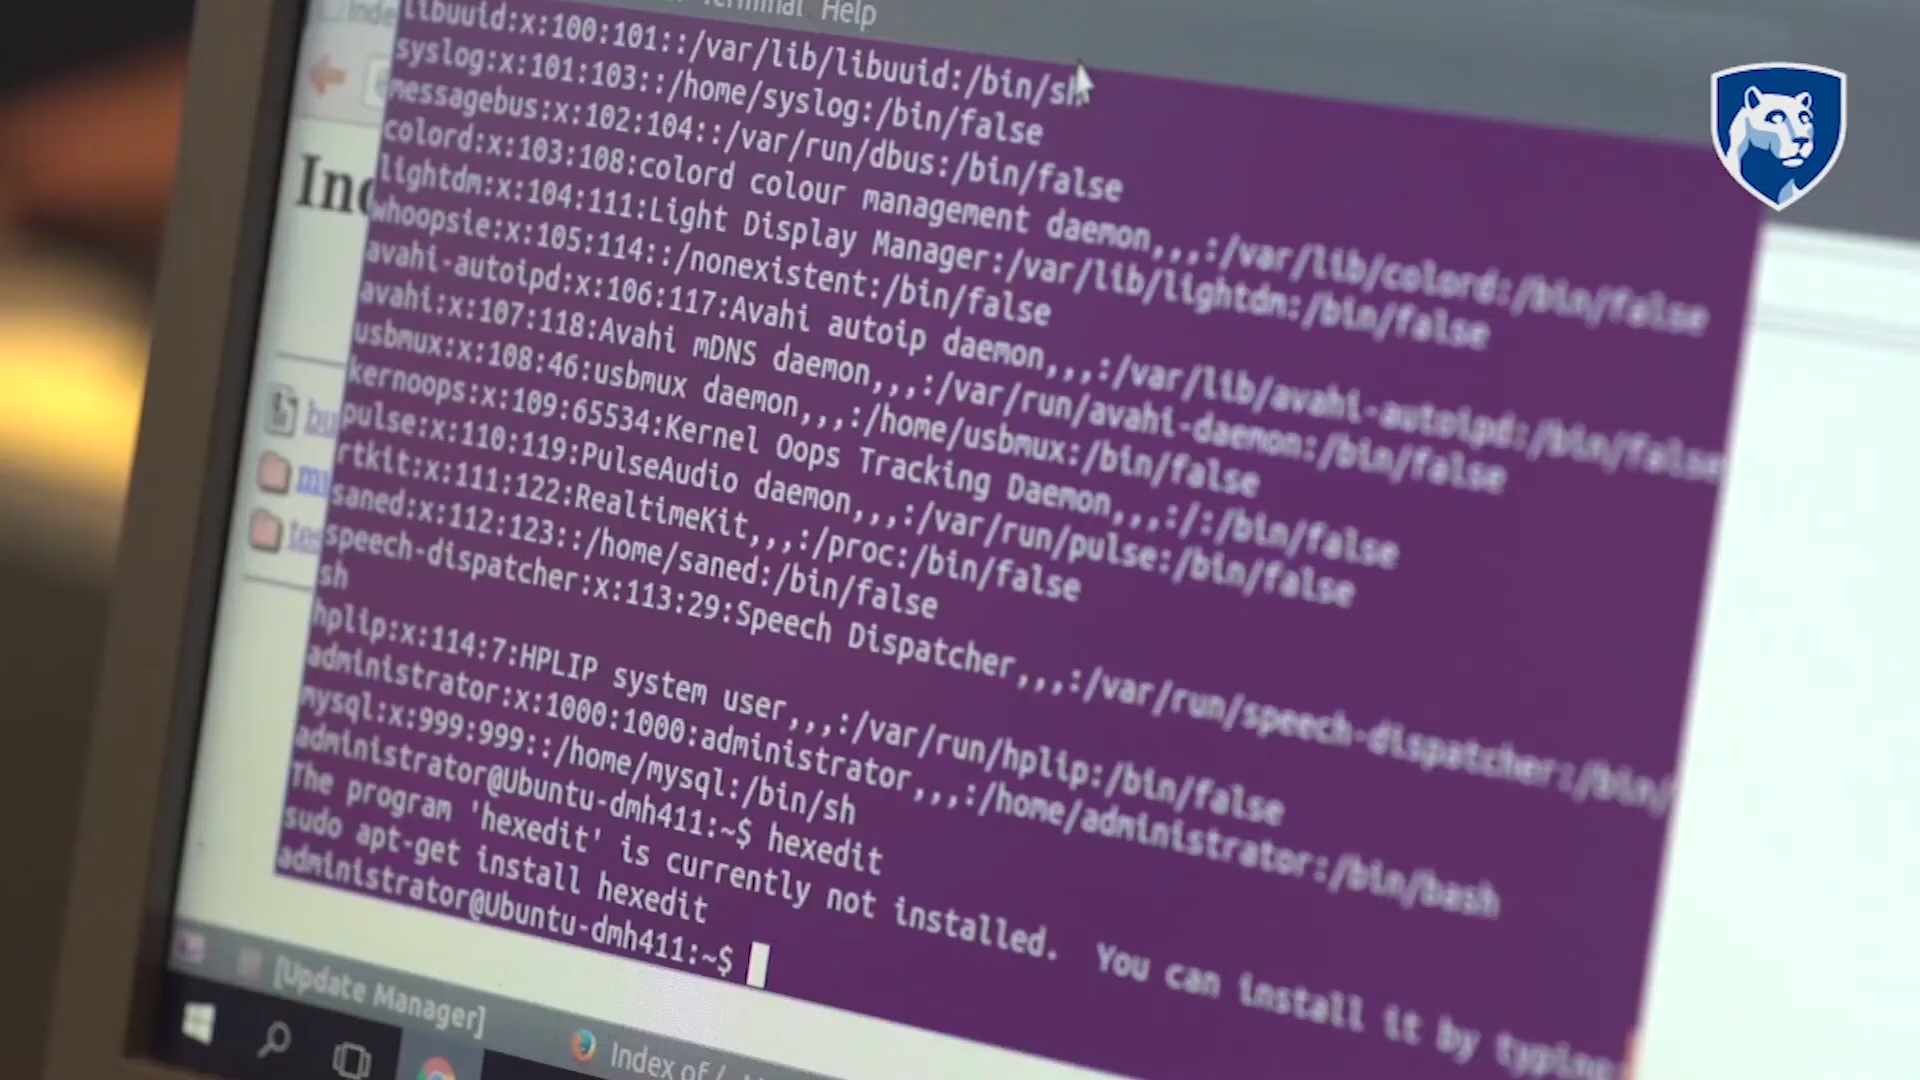 Terminal Help
libuuid:x:100:101::/var/lib/libuuid:/bin/sh
syslog:x:101:103::/home/syslog:/bin/false
messagebus:x:102:104::/var/run/dbus:/bin/false
colord:x:103:108:colord colour management daemon,,,:/var/lib/colord:/bin/false
lightdm:x:104:111:Light Display Manager:/var/lib/lightdm:/bin/false
whoopsie:x:105:114::/nonexistent:/bin/false
avahi-autoipd:x:106:117:Avahi autoip daemon,,,:/var/lib/avahi-autoipd:/bin/false
avahi:x:107:118:Avahi mDNS daemon,,,:/var/run/avahi-daemon:/bin/false
usbmux:x:108:46:usbmux daemon,,,:/home/usbmux:/bin/false
kernoops:x:109:65534:Kernel Oops Tracking Daemon,,,:/:/bin/false
pulse:x:110:119:PulseAudio daemon,,,:/var/run/pulse:/bin/false
rtkit:x:111:122:RealtimeKit,,,:/proc:/bin/false
saned:x:112:123::/home/saned:/bin/false
speech-dispatcher:x:113:29:Speech Dispatcher,,,:/var/run/speech-dispatcher:/bin/
sh
hplip:x:114:7:HPLIP system user,,,:/var/run/hplip:/bin/false
administrator:x:1000:1000:administrator,,,:/home/administrator:/bin/bash
mysql:x:999:999::/home/mysql:/bin/sh
administrator@Ubuntu-dmh411:~$ hexedit
The program 'hexedit' is currently not installed.  You can install it by typing:
sudo apt-get install hexedit
administrator@Ubuntu-dmh411:~$
[Update Manager]
Index of /